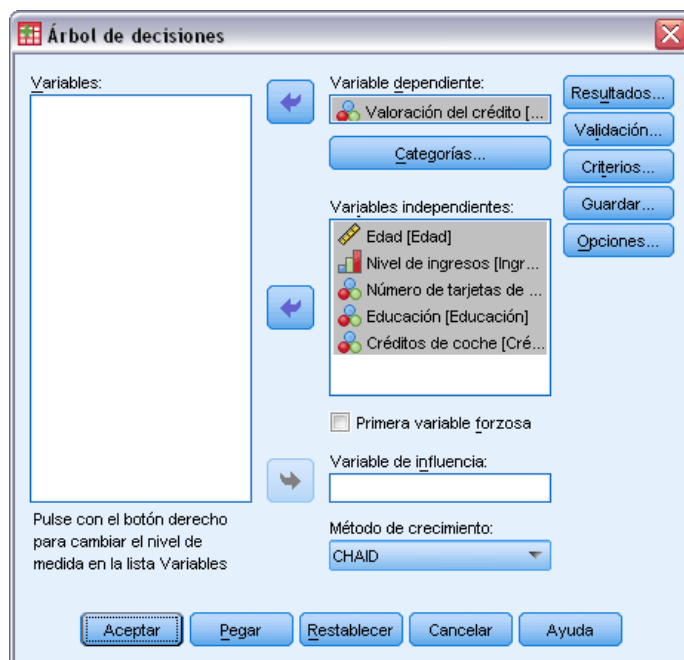 Árbol de decisiones
Variables:
Variable dependiente:
Valoración del crédito [...
Categorías...
Variables independientes:
Edad [Edad]
Nivel de ingresos [Ingr...
Número de tarjetas de ...
Educación [Educación]
Créditos de coche [Cré...
Primera variable forzosa
Variable de influencia:
Método de crecimiento:
CHAID
Resultados...
Validación...
Criterios...
Guardar...
Opciones...
Pulse con el botón derecho
para cambiar el nivel de
medida en la lista Variables
Aceptar
Pegar
Restablecer
Cancelar
Ayuda